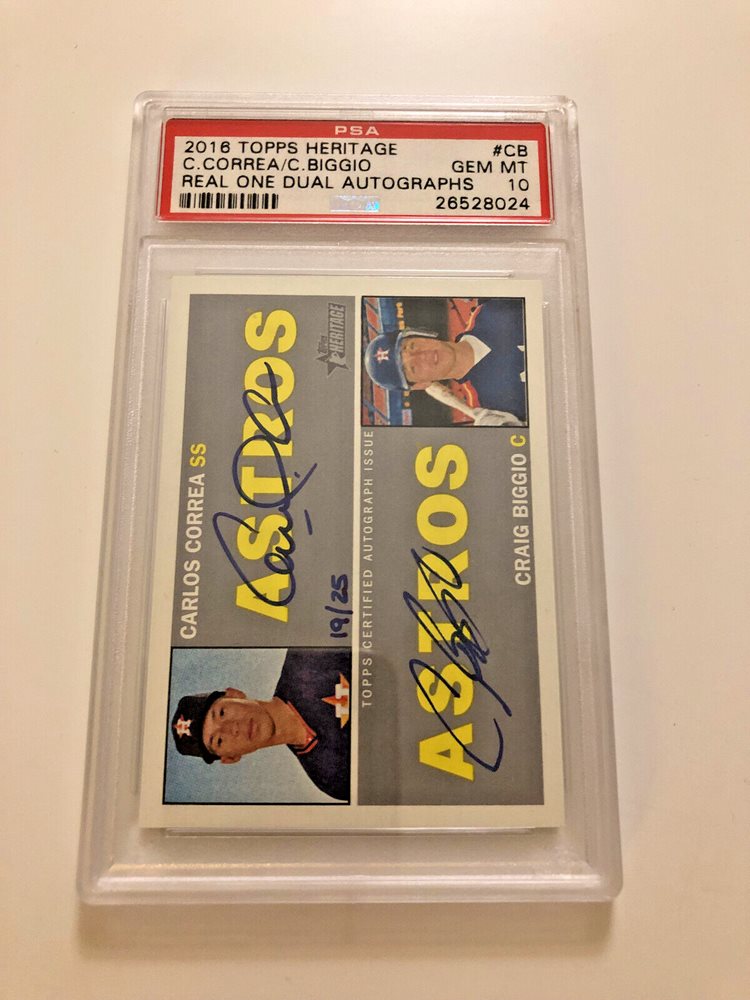 PSA
2016 TOPPS HERITAGE #CB
C.CORREA/C.BIGGIO GEM MT
REAL ONE DUAL AUTOGRAPHS 10
26528024
CARLOS CORREA SS
ASTROS
Topps
HERITAGE
19/25
TOPPS CERTIFIED AUTOGRAPH ISSUE
ASTROS
CRAIG BIGGIO C